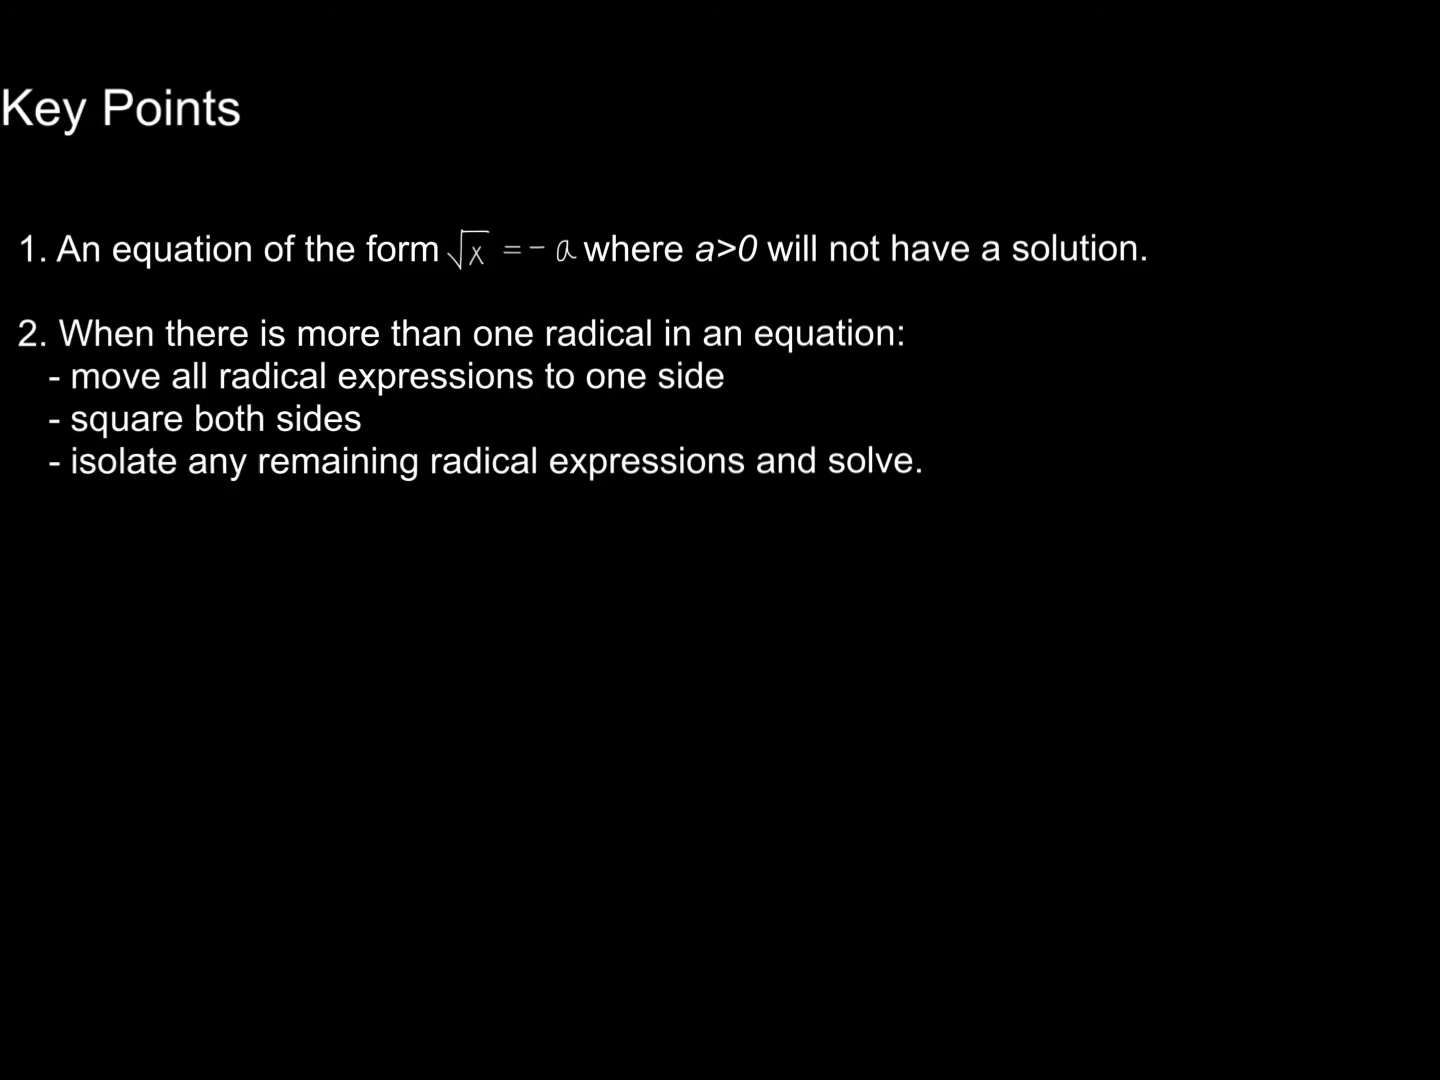 Key Points
1. An equation of the form √x = - a where a>0 will not have a solution.
2. When there is more than one radical in an equation:
- move all radical expressions to one side
- square both sides
- isolate any remaining radical expressions and solve.